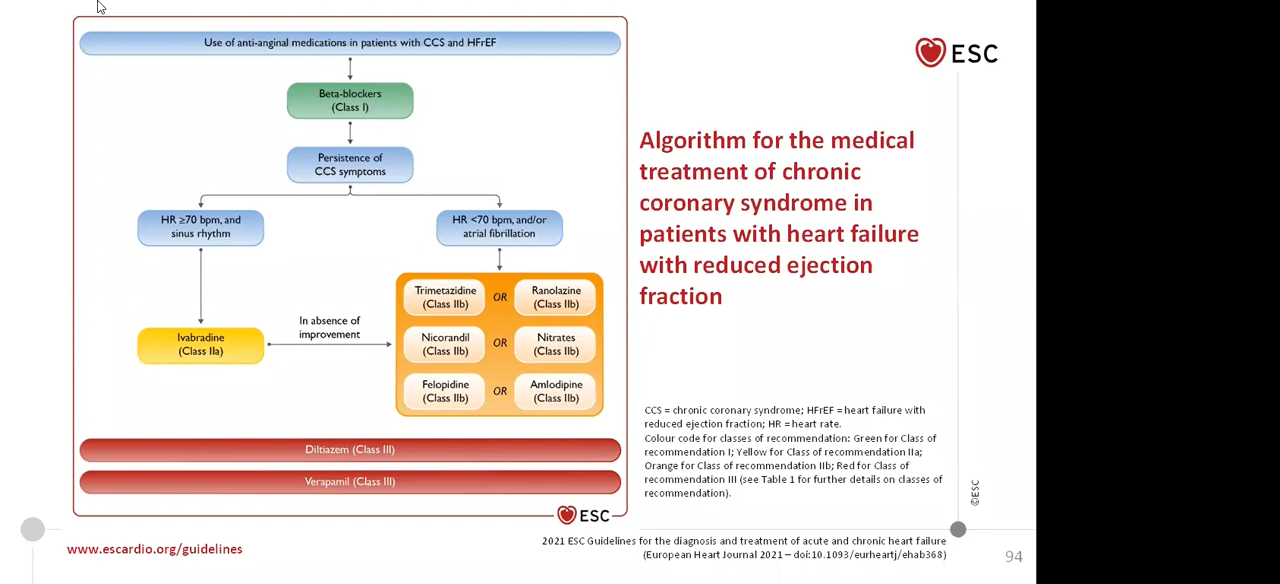 Use of anti-anginal medications in patients with CCS and HFrEF
Beta-blockers
(Class I)
Persistence of
CCS symptoms
HR ≥70 bpm, and
sinus rhythm
HR <70 bpm, and/or
atrial fibrillation
Trimetazidine
(Class IIb)
OR
Ranolazine
(Class IIb)
In absence of
improvement
Ivabradine
(Class IIa)
Nicorandil
(Class IIb)
OR
Nitrates
(Class IIb)
Felopidine
(Class IIb)
OR
Amlodipine
(Class IIb)
Diltiazem (Class III)
Verapamil (Class III)
ESC
ESC
Algorithm for the medical
treatment of chronic
coronary syndrome in
patients with heart failure
with reduced ejection
fraction
CCS = chronic coronary syndrome; HFrEF = heart failure with
reduced ejection fraction; HR = heart rate.
Colour code for classes of recommendation: Green for Class of
recommendation I; Yellow for Class of recommendation IIa;
Orange for Class of recommendation IIb; Red for Class of
recommendation III (see Table 1 for further details on classes of
recommendation).
©ESC
www.escardio.org/guidelines
2021 ESC Guidelines for the diagnosis and treatment of acute and chronic heart failure
(European Heart Journal 2021 – doi:10.1093/eurheartj/ehab368)
94